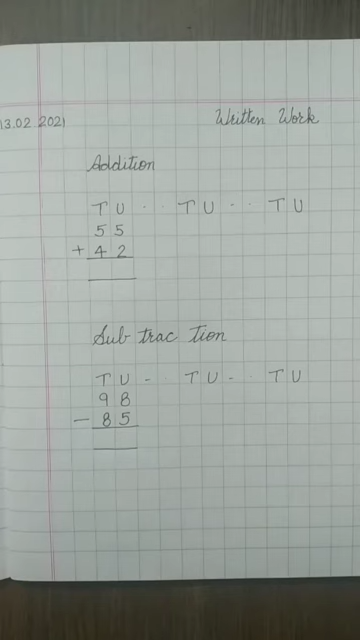 13.02 2021 Written Work
Addition
T U - - T U - - T U
5 5
+ 4 2
Sub trac tion
T U - - T U - - T U
9 8
- 8 5